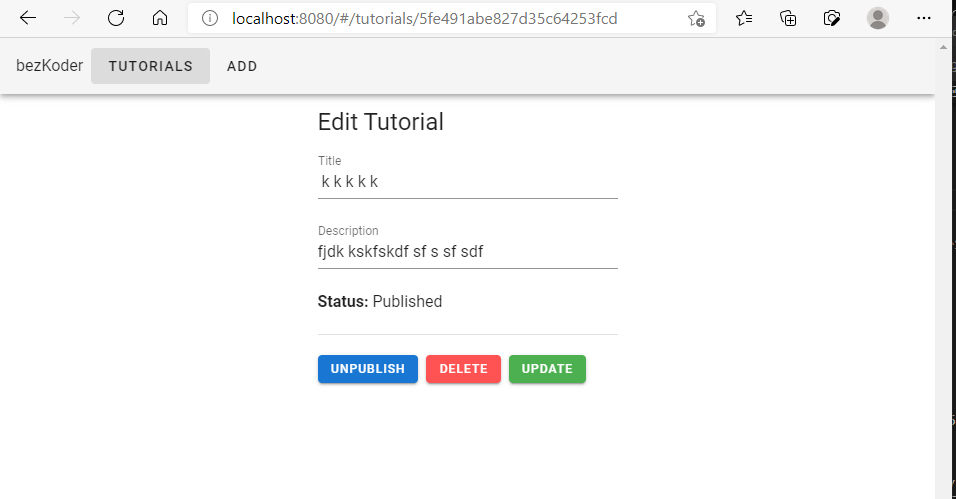 localhost:8080/#/tutorials/5fe491abe827d35c64253fcd
bezKoder TUTORIALS ADD
Edit Tutorial
Title
k k k k k
Description
fjdk kskfskdf sf s sf sdf
Status: Published
UNPUBLISH DELETE UPDATE